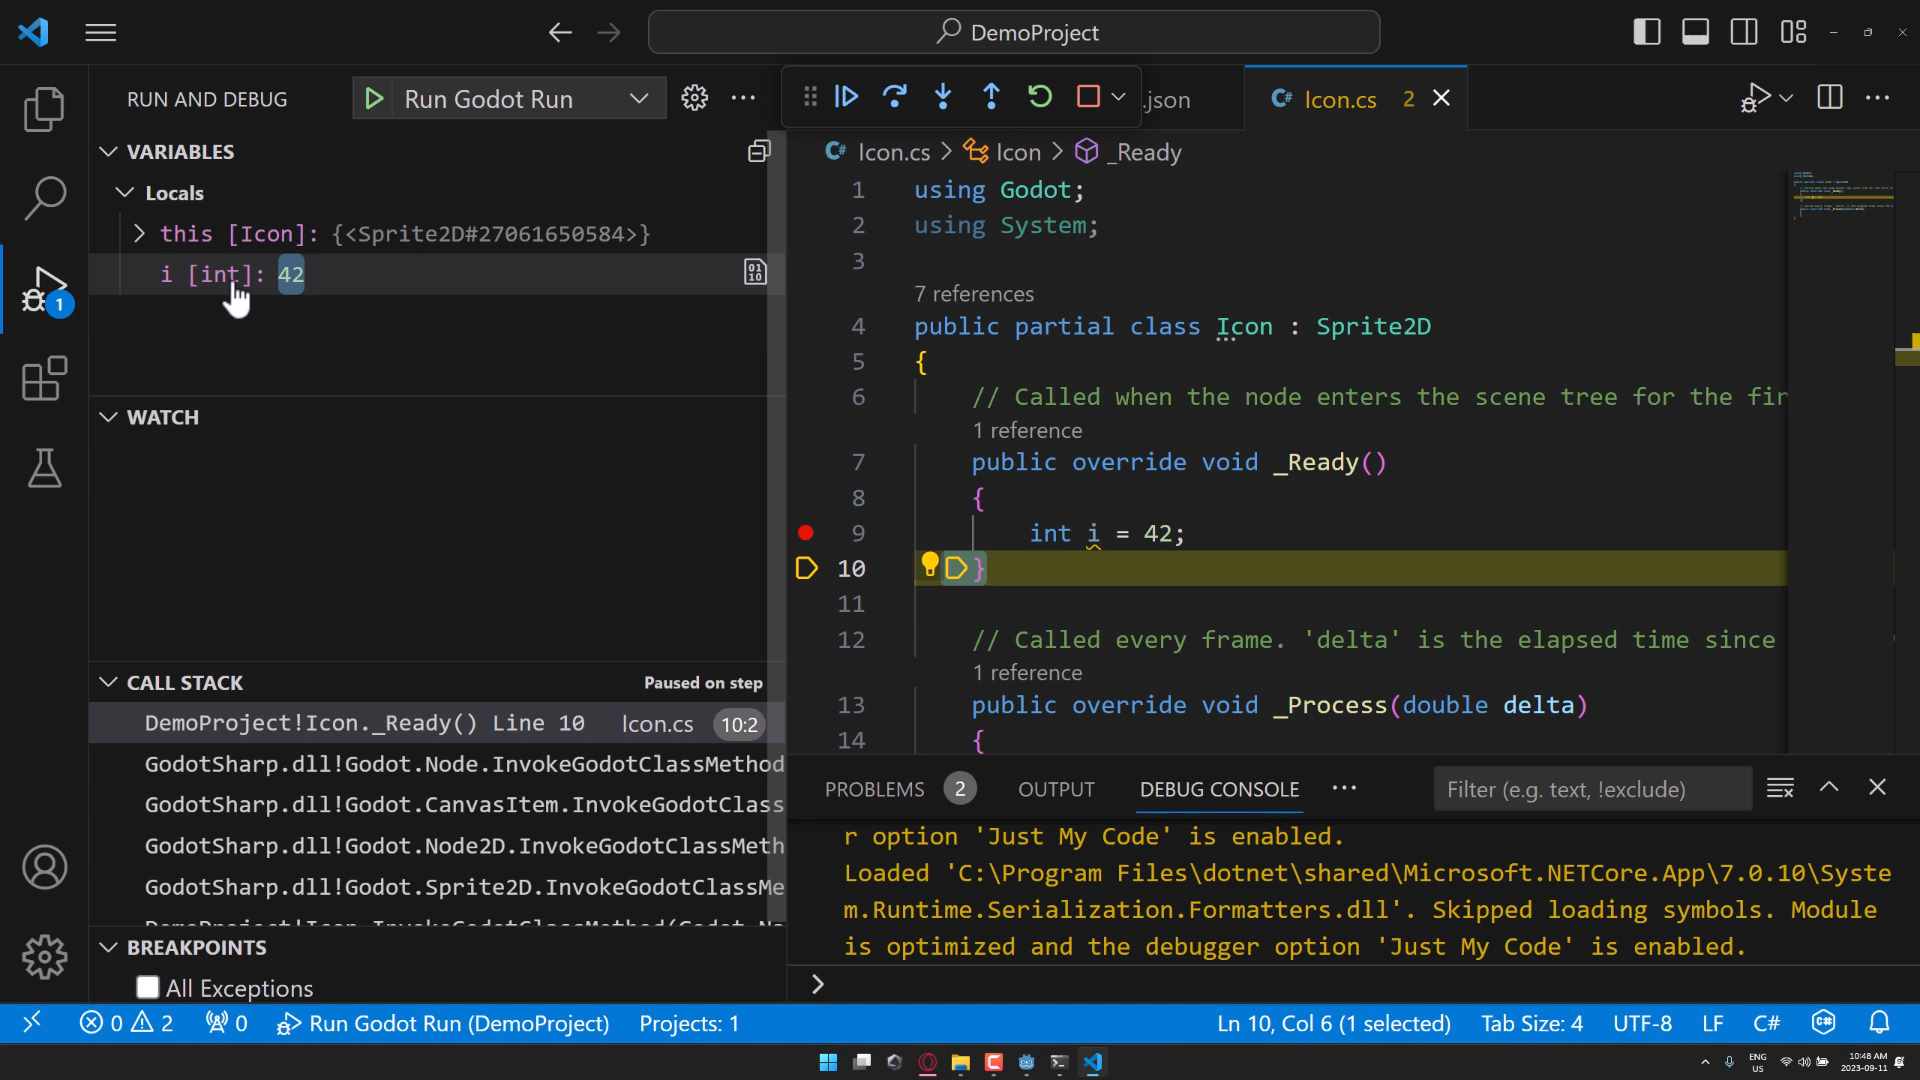 DemoProject
RUN AND DEBUG
Run Godot Run
.json
Icon.cs 2
VARIABLES
Locals
this [Icon]: {<Sprite2D#27061650584>}
i [int]: 42
WATCH
CALL STACK
Paused on step
DemoProject!Icon._Ready() Line 10 Icon.cs 10:2
GodotSharp.dll!Godot.Node.InvokeGodotClassMethod
GodotSharp.dll!Godot.CanvasItem.InvokeGodotClass
GodotSharp.dll!Godot.Node2D.InvokeGodotClassMeth
GodotSharp.dll!Godot.Sprite2D.InvokeGodotClassMe
BREAKPOINTS
All Exceptions
1
Icon.cs > Icon > _Ready
1 using Godot;
2 using System;
3
7 references
4 public partial class Icon : Sprite2D
5 {
6 // Called when the node enters the scene tree for the fir
1 reference
7 public override void _Ready()
8 {
9 int i = 42;
10 }
11
12 // Called every frame. 'delta' is the elapsed time since
1 reference
13 public override void _Process(double delta)
14 {
PROBLEMS 2 OUTPUT DEBUG CONSOLE
Filter (e.g. text, !exclude)
r option 'Just My Code' is enabled.
Loaded 'C:\Program Files\dotnet\shared\Microsoft.NETCore.App\7.0.10\Syste
m.Runtime.Serialization.Formatters.dll'. Skipped loading symbols. Module
is optimized and the debugger option 'Just My Code' is enabled.
0 2 0 Run Godot Run (DemoProject) Projects: 1
Ln 10, Col 6 (1 selected) Tab Size: 4 UTF-8 LF C#
ENG
US
10:48 AM
2023-09-11